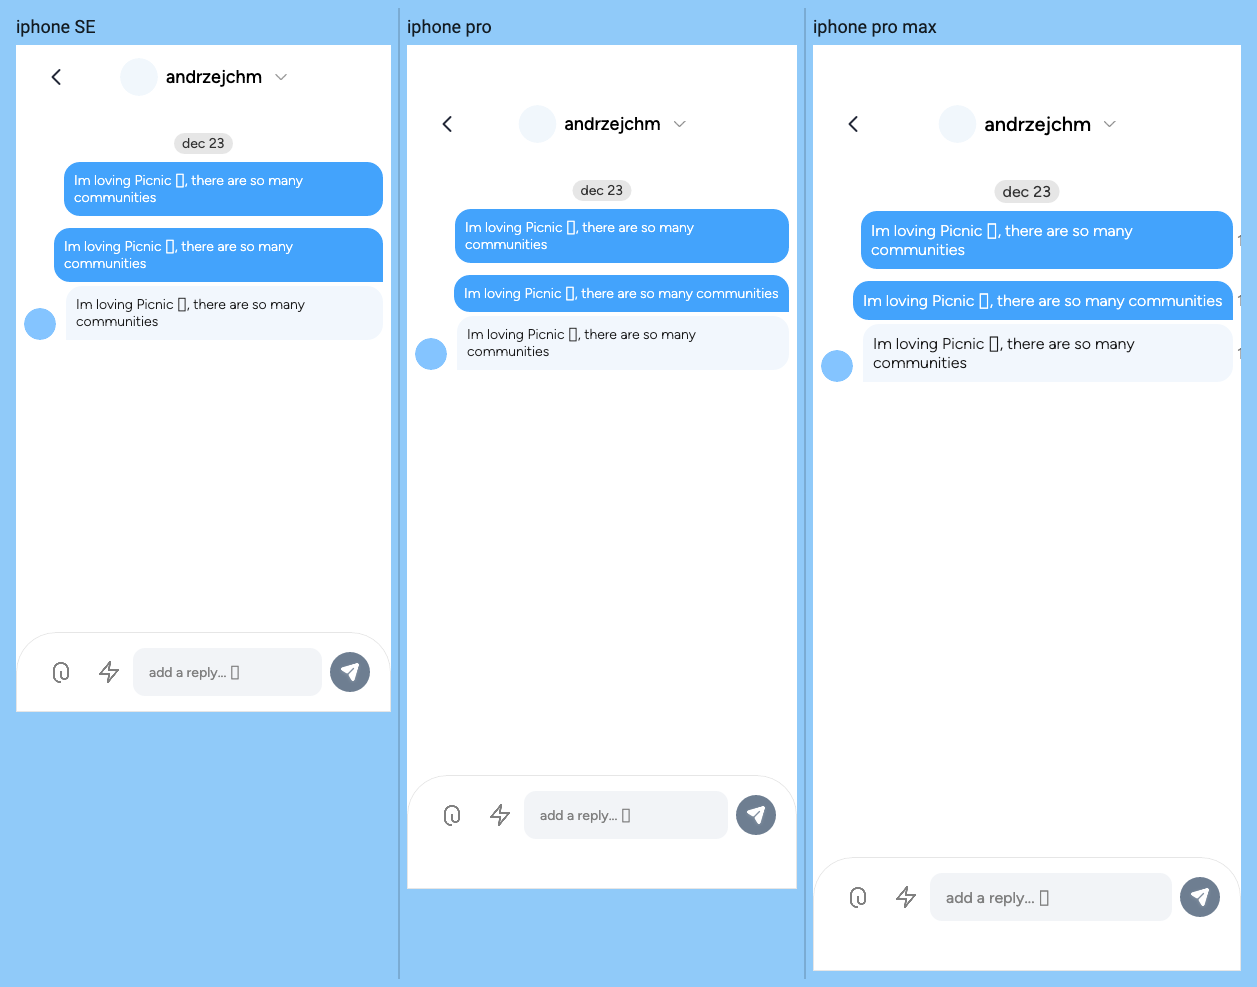 iphone SE
andrzejchm
dec 23
Im loving Picnic ▯, there are so many
communities
Im loving Picnic ▯, there are so many
communities
Im loving Picnic ▯, there are so many
communities
add a reply... ▯
iphone pro
andrzejchm
dec 23
Im loving Picnic ▯, there are so many
communities
Im loving Picnic ▯, there are so many communities
Im loving Picnic ▯, there are so many
communities
add a reply... ▯
iphone pro max
andrzejchm
dec 23
Im loving Picnic ▯, there are so many
communities
Im loving Picnic ▯, there are so many communities
Im loving Picnic ▯, there are so many
communities
add a reply... ▯